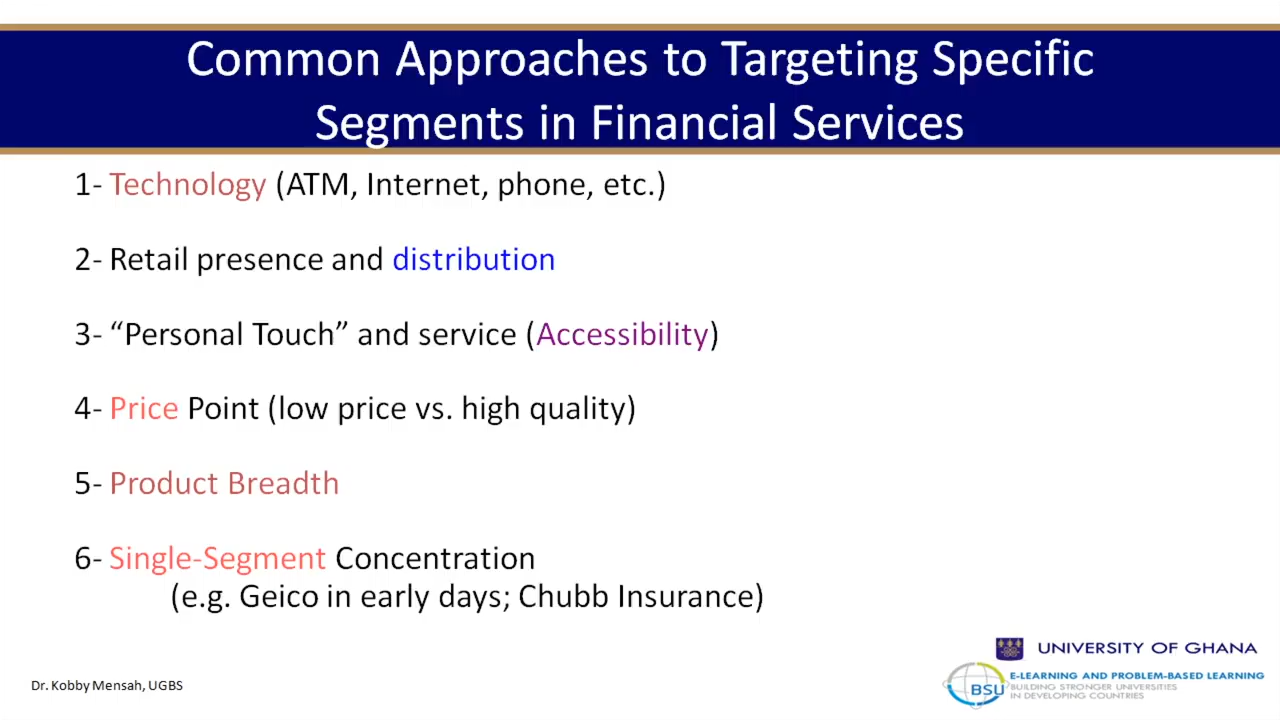 Common Approaches to Targeting Specific
Segments in Financial Services
1- Technology (ATM, Internet, phone, etc.)
2- Retail presence and distribution
3- “Personal Touch” and service (Accessibility)
4- Price Point (low price vs. high quality)
5- Product Breadth
6- Single-Segment Concentration
(e.g. Geico in early days; Chubb Insurance)
Dr. Kobby Mensah, UGBS
UNIVERSITY OF GHANA
BSU
E-LEARNING AND PROBLEM-BASED LEARNING
BUILDING STRONGER UNIVERSITIES
IN DEVELOPING COUNTRIES